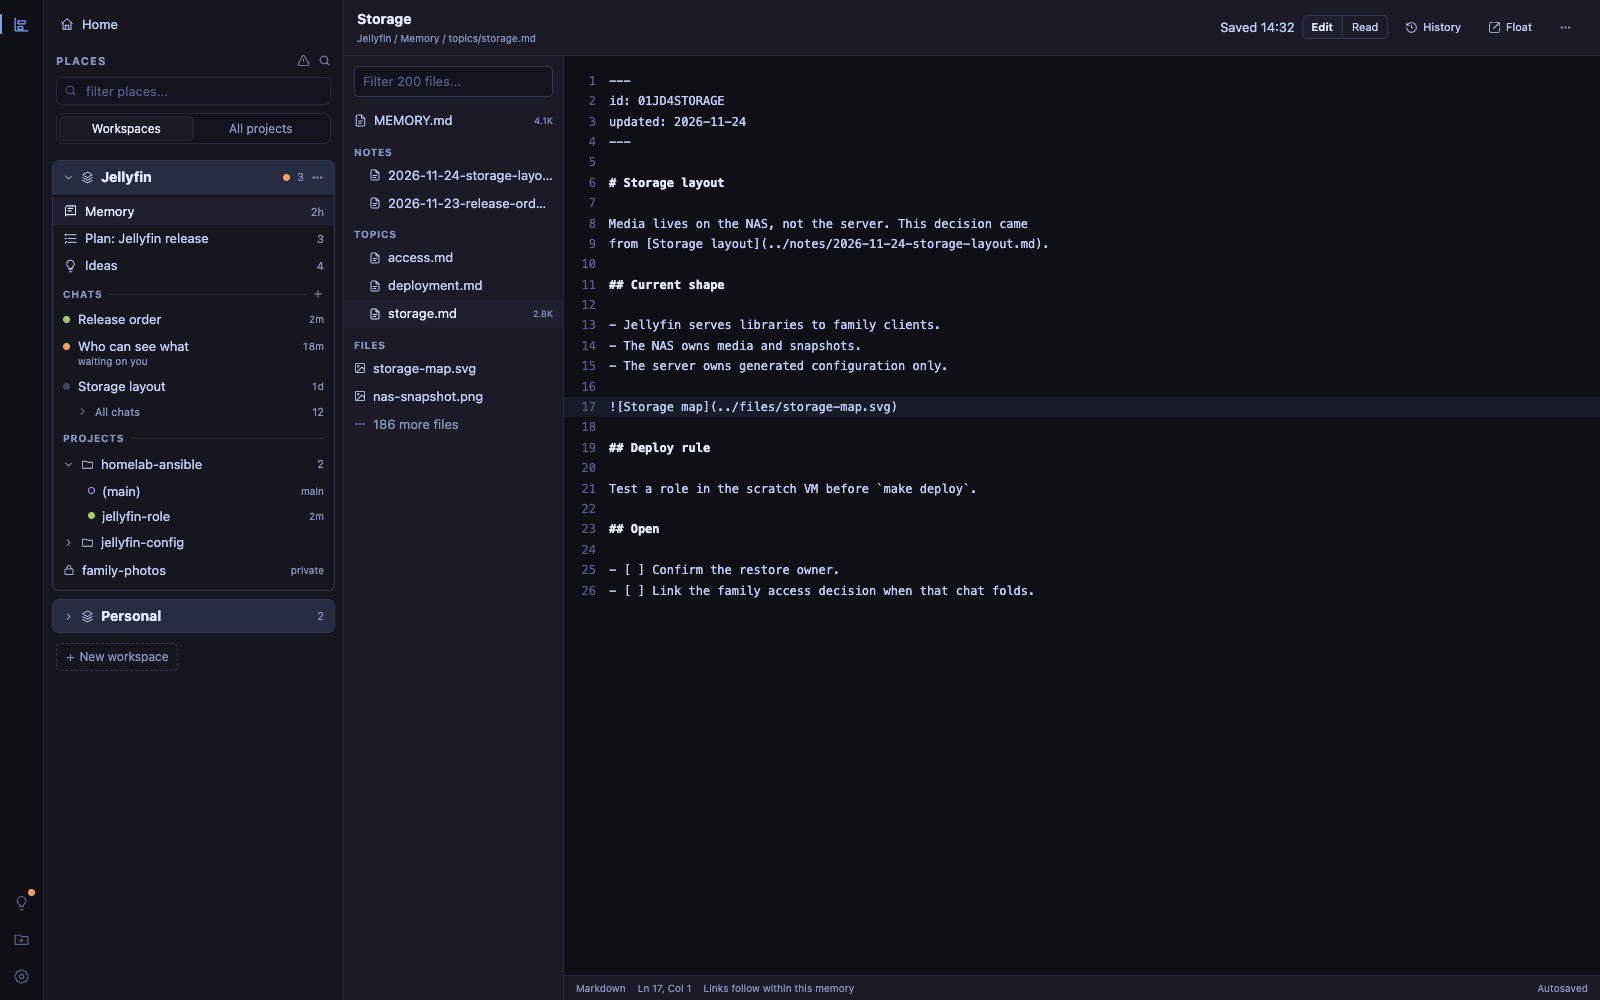 Home
PLACES
filter places...
Workspaces
All projects
Jellyfin
3
Memory
2h
Plan: Jellyfin release
3
Ideas
4
CHATS
Release order
2m
Who can see what
18m
waiting on you
Storage layout
1d
All chats
12
PROJECTS
homelab-ansible
2
(main)
main
jellyfin-role
2m
jellyfin-config
family-photos
private
Personal
2
+ New workspace
Storage
Jellyfin / Memory / topics/storage.md
Saved 14:32
Edit
Read
History
Float
Filter 200 files...
MEMORY.md
4.1K
NOTES
2026-11-24-storage-layo...
2026-11-23-release-ord...
TOPICS
access.md
deployment.md
storage.md
2.8K
FILES
storage-map.svg
nas-snapshot.png
186 more files
1 ---
2 id: 01JD4STORAGE
3 updated: 2026-11-24
4 ---
5
6 # Storage layout
7
8 Media lives on the NAS, not the server. This decision came
9 from [Storage layout](../notes/2026-11-24-storage-layout.md).
10
11 ## Current shape
12
13 - Jellyfin serves libraries to family clients.
14 - The NAS owns media and snapshots.
15 - The server owns generated configuration only.
16
17 ![Storage map](../files/storage-map.svg)
18
19 ## Deploy rule
20
21 Test a role in the scratch VM before `make deploy`.
22
23 ## Open
24
25 - [ ] Confirm the restore owner.
26 - [ ] Link the family access decision when that chat folds.
Markdown
Ln 17, Col 1
Links follow within this memory
Autosaved